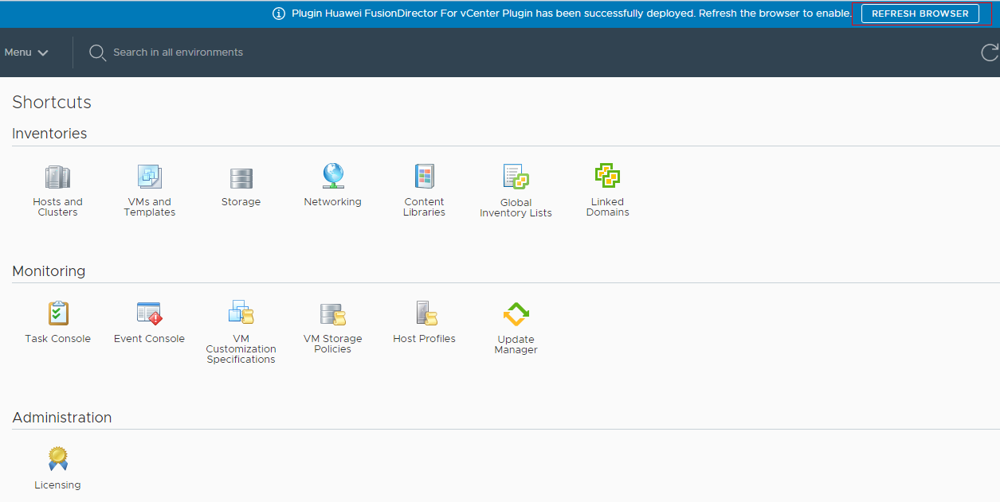 Plugin Huawei FusionDirector For vCenter Plugin has been successfully deployed. Refresh the browser to enable. REFRESH BROWSER
Menu Search in all environments
Shortcuts
Inventories
Hosts and Clusters
VMs and Templates
Storage
Networking
Content Libraries
Global Inventory Lists
Linked Domains
Monitoring
Task Console
Event Console
VM Customization Specifications
VM Storage Policies
Host Profiles
Update Manager
Administration
Licensing